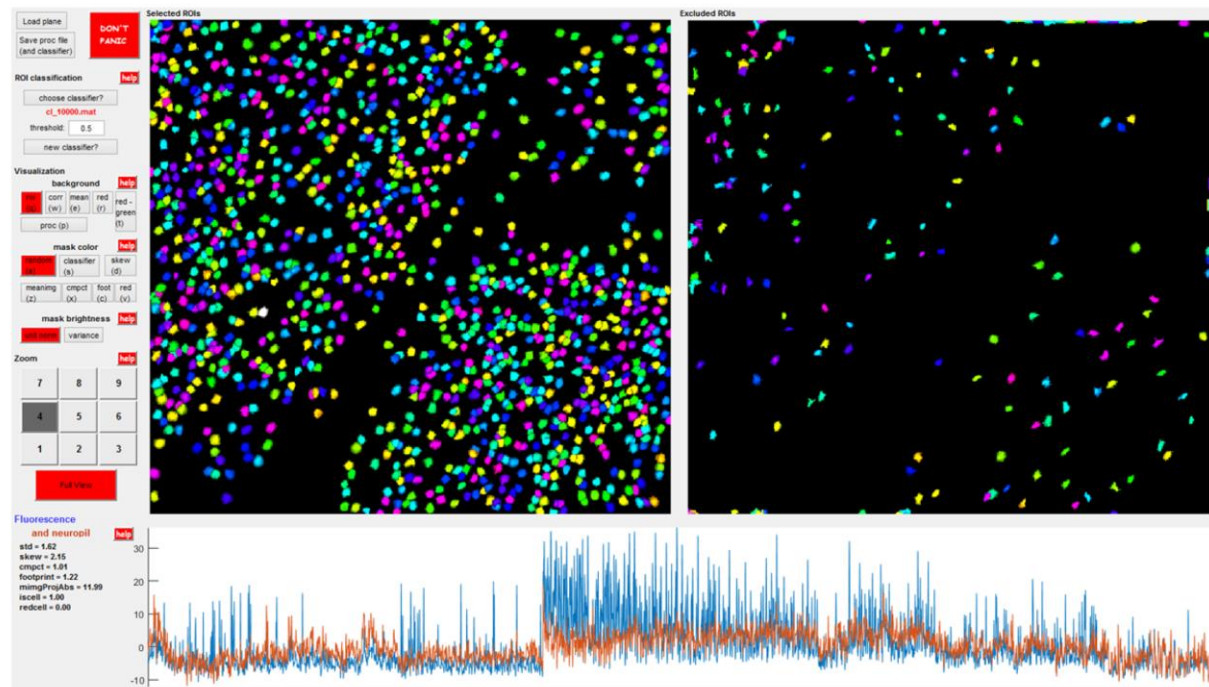 Load plane
Save proc file
(and classifier)
DON'T
PANIC
ROI classification
help
choose classifier?
cl_10000.mat
threshold: 0.5
new classifier?
Visualization
background
help
corr
(w)
mean
(e)
red
(r)
red -
green
(t)
proc (p)
mask color
help
random
classifier
(s)
skew
(d)
meanimg
(z)
cmpct
(x)
foot
(c)
red
(v)
mask brightness
help
variance
Zoom
help
7 8 9
4 5 6
1 2 3
Full View
Selected ROIs
Excluded ROIs
Fluorescence
and neuropil
help
std = 1.62
skew = 2.15
cmpct = 1.01
footprint = 1.22
mimgProjAbs = 11.99
iscell = 1.00
redcell = 0.00
30
20
10
0
-10